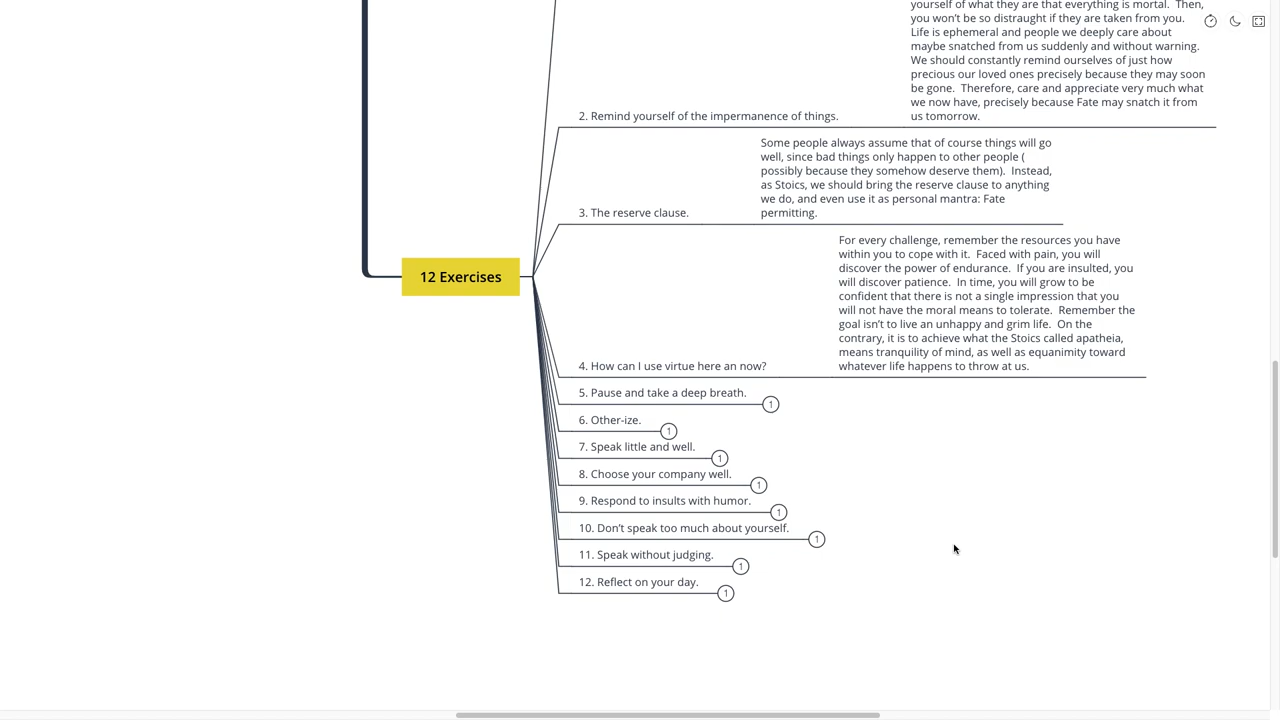 yourself of what they are that everything is mortal.  Then,
you won't be so distraught if they are taken from you.
Life is ephemeral and people we deeply care about
maybe snatched from us suddenly and without warning.
We should constantly remind ourselves of just how
precious our loved ones precisely because they may soon
be gone.  Therefore, care and appreciate very much what
we now have, precisely because Fate may snatch it from
us tomorrow.
2. Remind yourself of the impermanence of things.
Some people always assume that of course things will go
well, since bad things only happen to other people (
possibly because they somehow deserve them).  Instead,
as Stoics, we should bring the reserve clause to anything
we do, and even use it as personal mantra: Fate
permitting.
3. The reserve clause.
12 Exercises
For every challenge, remember the resources you have
within you to cope with it.  Faced with pain, you will
discover the power of endurance.  If you are insulted, you
will discover patience.  In time, you will grow to be
confident that there is not a single impression that you
will not have the moral means to tolerate.  Remember the
goal isn't to live an unhappy and grim life.  On the
contrary, it is to achieve what the Stoics called apatheia,
means tranquility of mind, as well as equanimity toward
whatever life happens to throw at us.
4. How can I use virtue here an now?
5. Pause and take a deep breath.
1
6. Other-ize.
1
7. Speak little and well.
1
8. Choose your company well.
1
9. Respond to insults with humor.
1
10. Don't speak too much about yourself.
1
11. Speak without judging.
1
12. Reflect on your day.
1